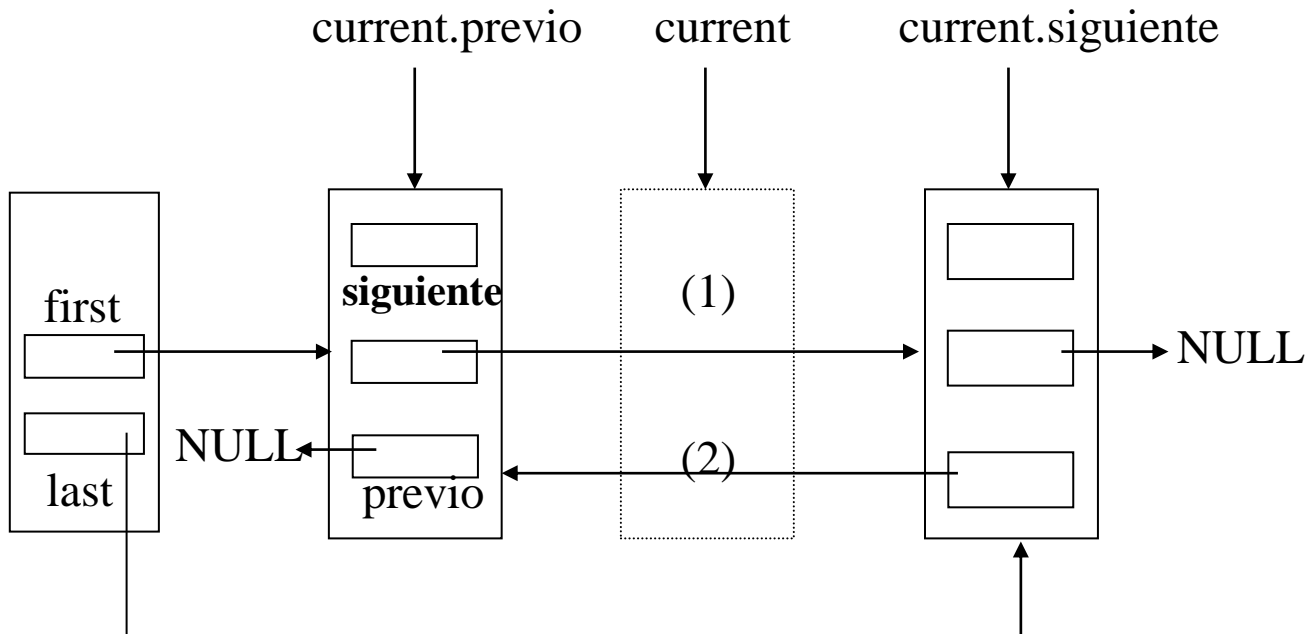 current.previo current current.siguiente
siguiente (1)
first
NULL
NULL (2)
last previo